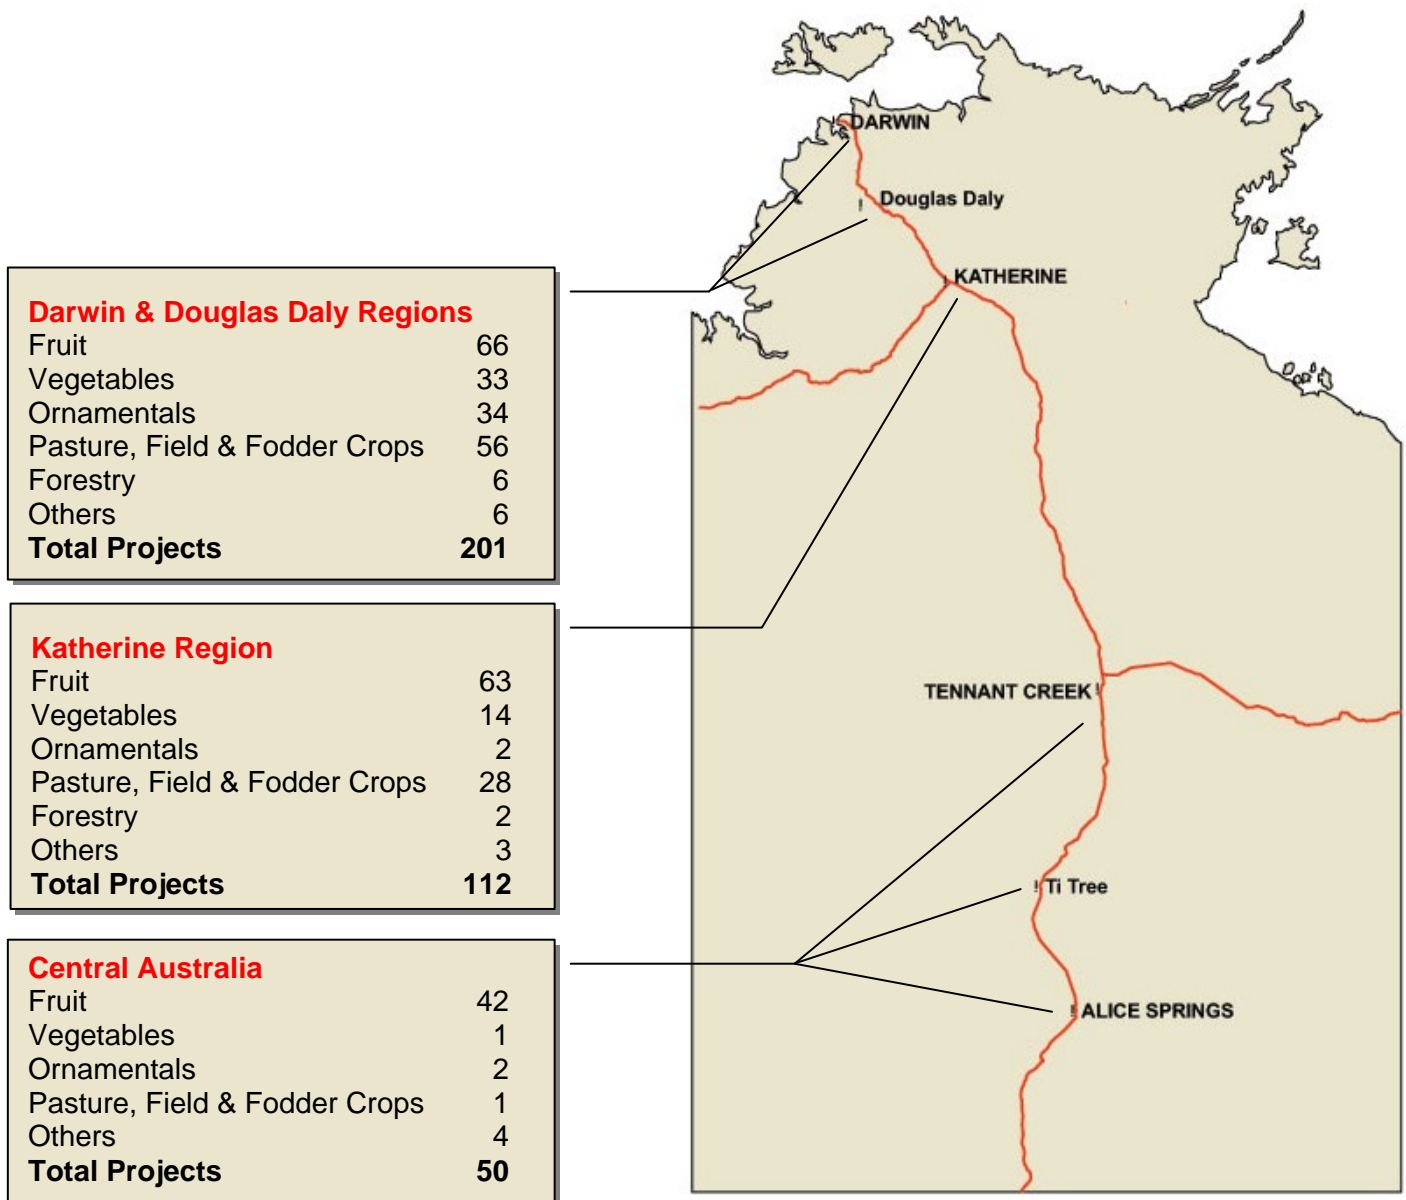 DARWIN
Douglas Daly
KATHERINE
Darwin & Douglas Daly Regions
Fruit 66
Vegetables 33
Ornamentals 34
Pasture, Field & Fodder Crops 56
Forestry 6
Others 6
Total Projects 201
Katherine Region
Fruit 63
Vegetables 14
Ornamentals 2
Pasture, Field & Fodder Crops 28
Forestry 2
Others 3
Total Projects 112
TENNANT CREEK
Ti Tree
ALICE SPRINGS
Central Australia
Fruit 42
Vegetables 1
Ornamentals 2
Pasture, Field & Fodder Crops 1
Others 4
Total Projects 50